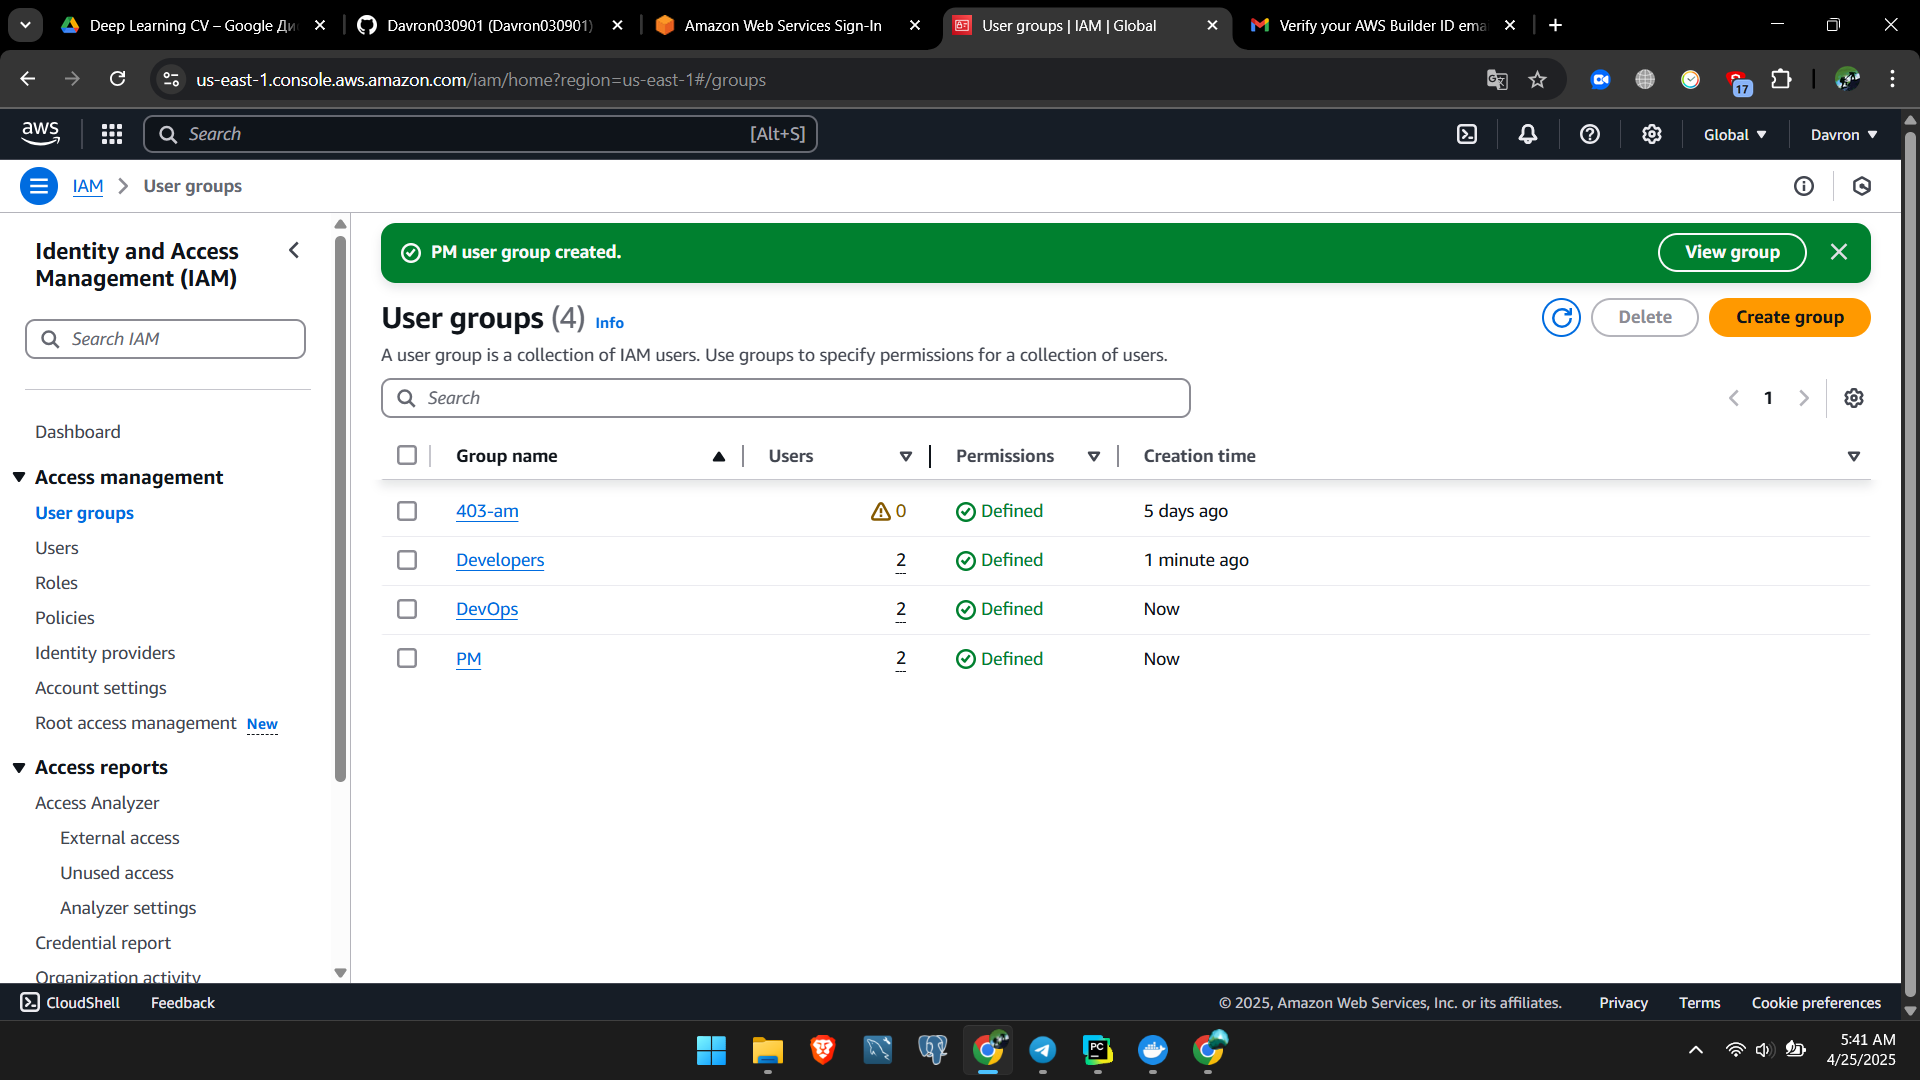 Deep Learning CV – Google Ди
Davron030901 (Davron030901)
Amazon Web Services Sign-In
User groups | IAM | Global
Verify your AWS Builder ID ema
us-east-1.console.aws.amazon.com/iam/home?region=us-east-1#/groups
17
aws
Search
[Alt+S]
Global
Davron
IAM
User groups
Identity and Access Management (IAM)
Search IAM
Dashboard
Access management
User groups
Users
Roles
Policies
Identity providers
Account settings
Root access management New
Access reports
Access Analyzer
External access
Unused access
Analyzer settings
Credential report
Organization activity
PM user group created.
View group
User groups (4) Info
Delete
Create group
A user group is a collection of IAM users. Use groups to specify permissions for a collection of users.
Search
1
Group name Users Permissions Creation time
403-am 0 Defined 5 days ago
Developers 2 Defined 1 minute ago
DevOps 2 Defined Now
PM 2 Defined Now
CloudShell
Feedback
© 2025, Amazon Web Services, Inc. or its affiliates.
Privacy
Terms
Cookie preferences
PC
5:41 AM
4/25/2025